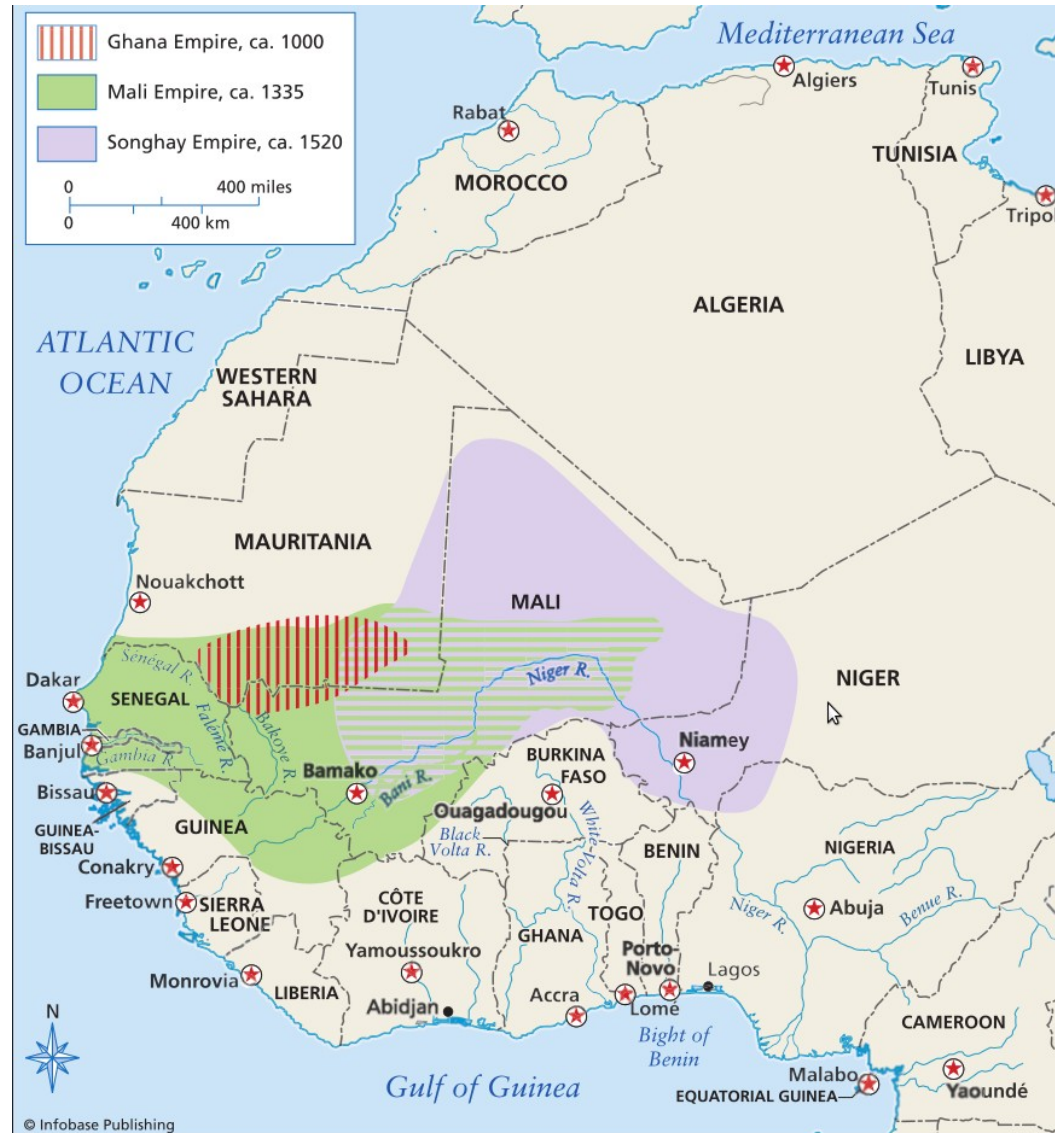 Ghana Empire, ca. 1000
Mali Empire, ca. 1335
Songhay Empire, ca. 1520
0 400 miles
0 400 km
Mediterranean Sea
Algiers
Tunis
Rabat
TUNISIA
MOROCCO
Tripol
ALGERIA
ATLANTIC
OCEAN
LIBYA
WESTERN
SAHARA
MAURITANIA
Nouakchott
MALI
Sénégal R.
Niger R.
Dakar
SENEGAL
NIGER
Falémé R.
Bakoye R.
GAMBIA
Banjul
Gambia R.
Niamey
BURKINA
FASO
Bamako
Bani R.
Bissau
Ouagadougou
GUINEA-
BISSAU
GUINEA
Black
Volta R.
White Volta R.
BENIN
NIGERIA
Conakry
Freetown
SIERRA
LEONE
CÔTE
D'IVOIRE
TOGO
Niger R.
Abuja
Benue R.
GHANA
Yamoussoukro
Porto-
Novo
Lagos
Monrovia
LIBERIA
Abidjan
Accra
Lomé
Bight of
Benin
CAMEROON
N
Gulf of Guinea
Malabo
EQUATORIAL GUINEA
Yaoundé
© Infobase Publishing